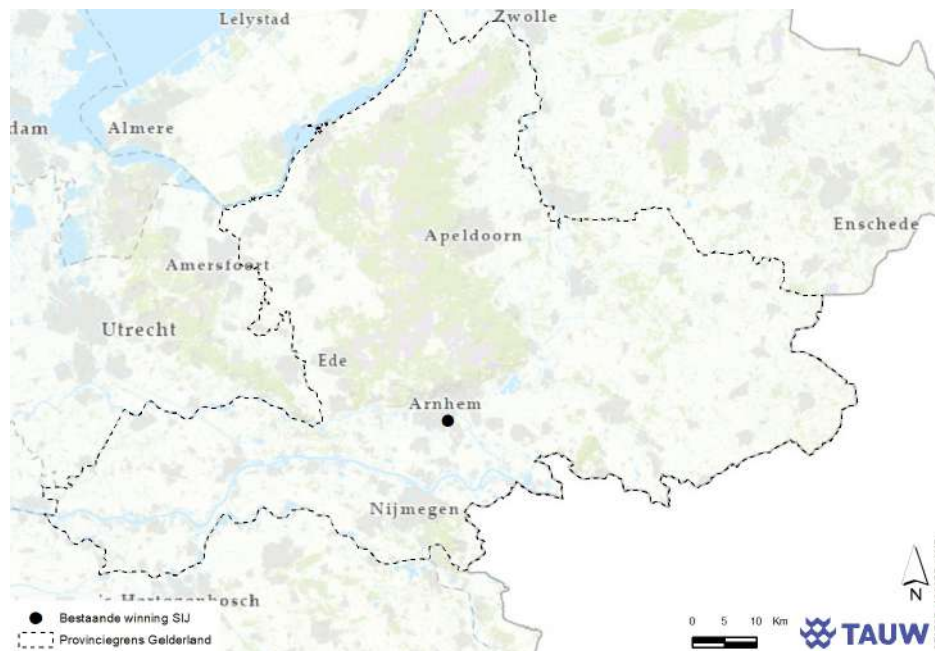 Lelystad
Zwolle
dam
Almere
Apeldoorn
Enschede
Amersfoort
Utrecht
Ede
Arnhem
Nijmegen
's Hertogenbosch
Bestaande winning SIJ
Provinciegrens Gelderland
0 5 10 Km
N
TAUW